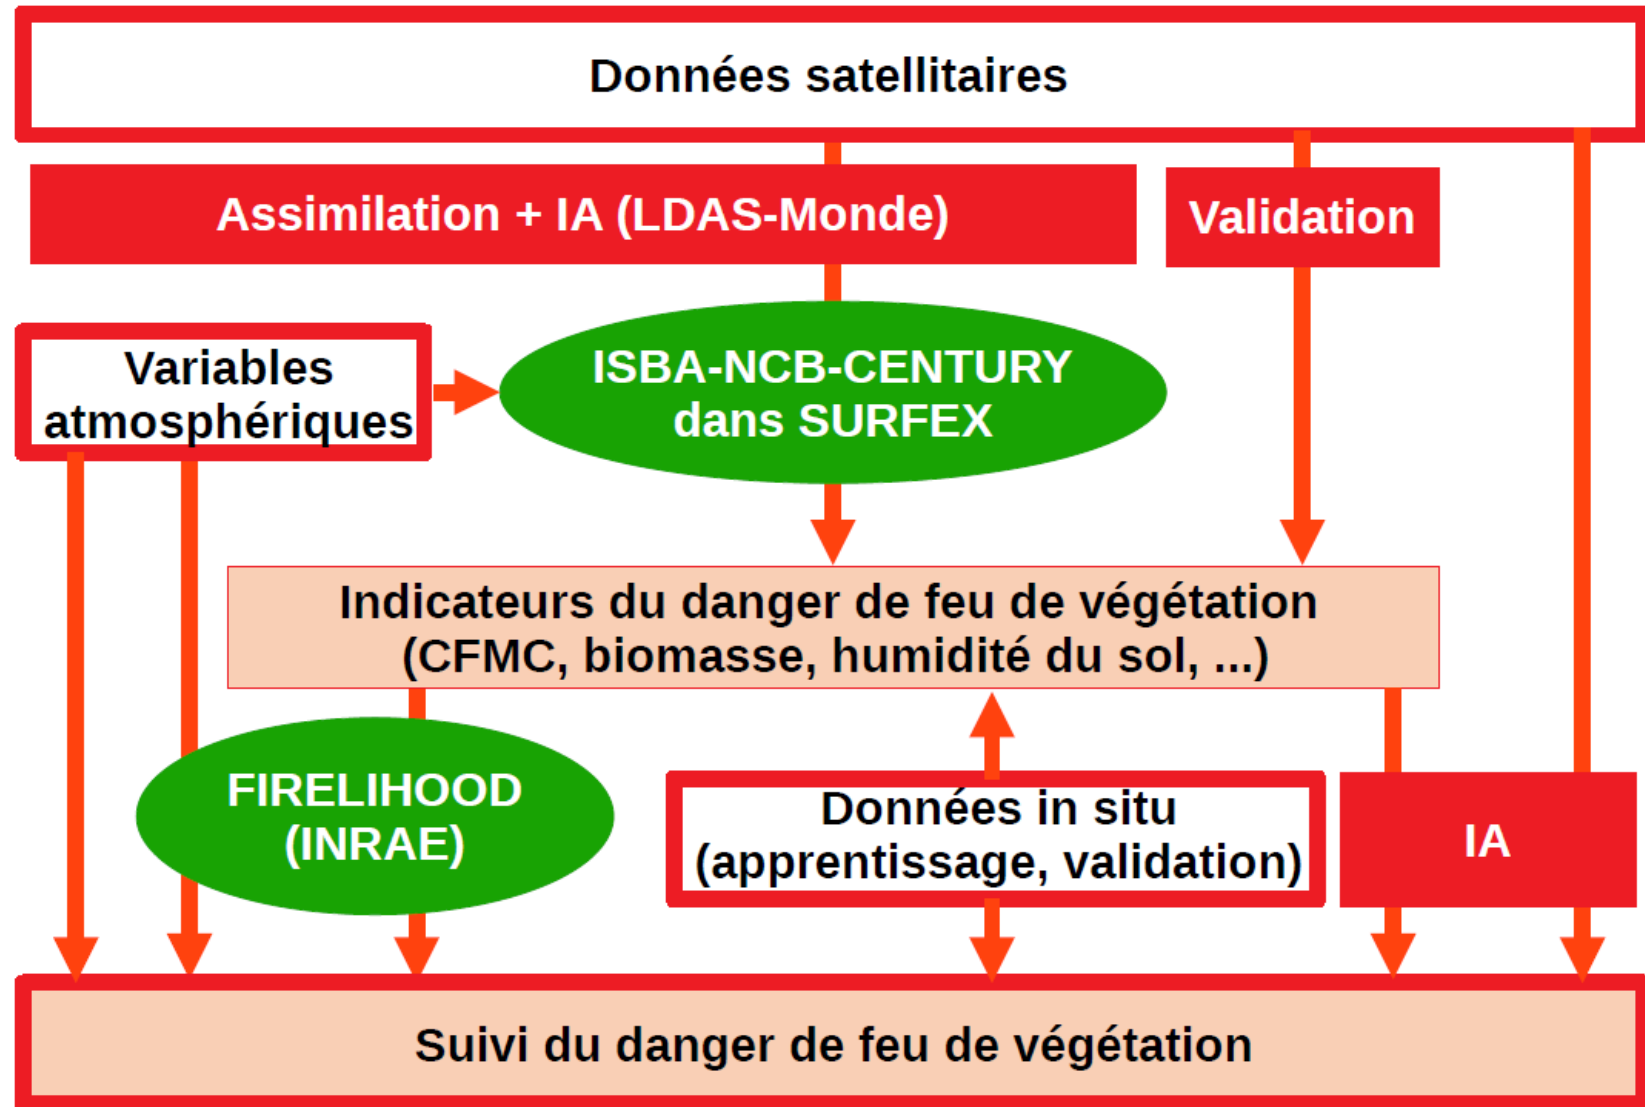 Données satellitaires
Assimilation + IA (LDAS-Monde)
Validation
Variables
atmosphériques
ISBA-NCB-CENTURY
dans SURFEX
Indicateurs du danger de feu de végétation
(CFMC, biomasse, humidité du sol, ...)
FIRELIHOOD
(INRAE)
Données in situ
(apprentissage, validation)
IA
Suivi du danger de feu de végétation